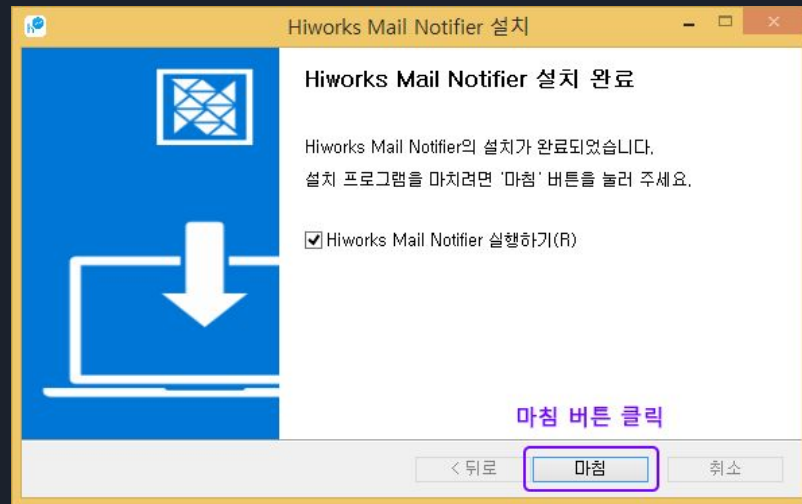 Hiworks Mail Notifier 설치
Hiworks Mail Notifier 설치 완료
Hiworks Mail Notifier의 설치가 완료되었습니다.
설치 프로그램을 마치려면 '마침' 버튼을 눌러 주세요.
Hiworks Mail Notifier 실행하기(R)
마침 버튼 클릭
< 뒤로 마침 취소